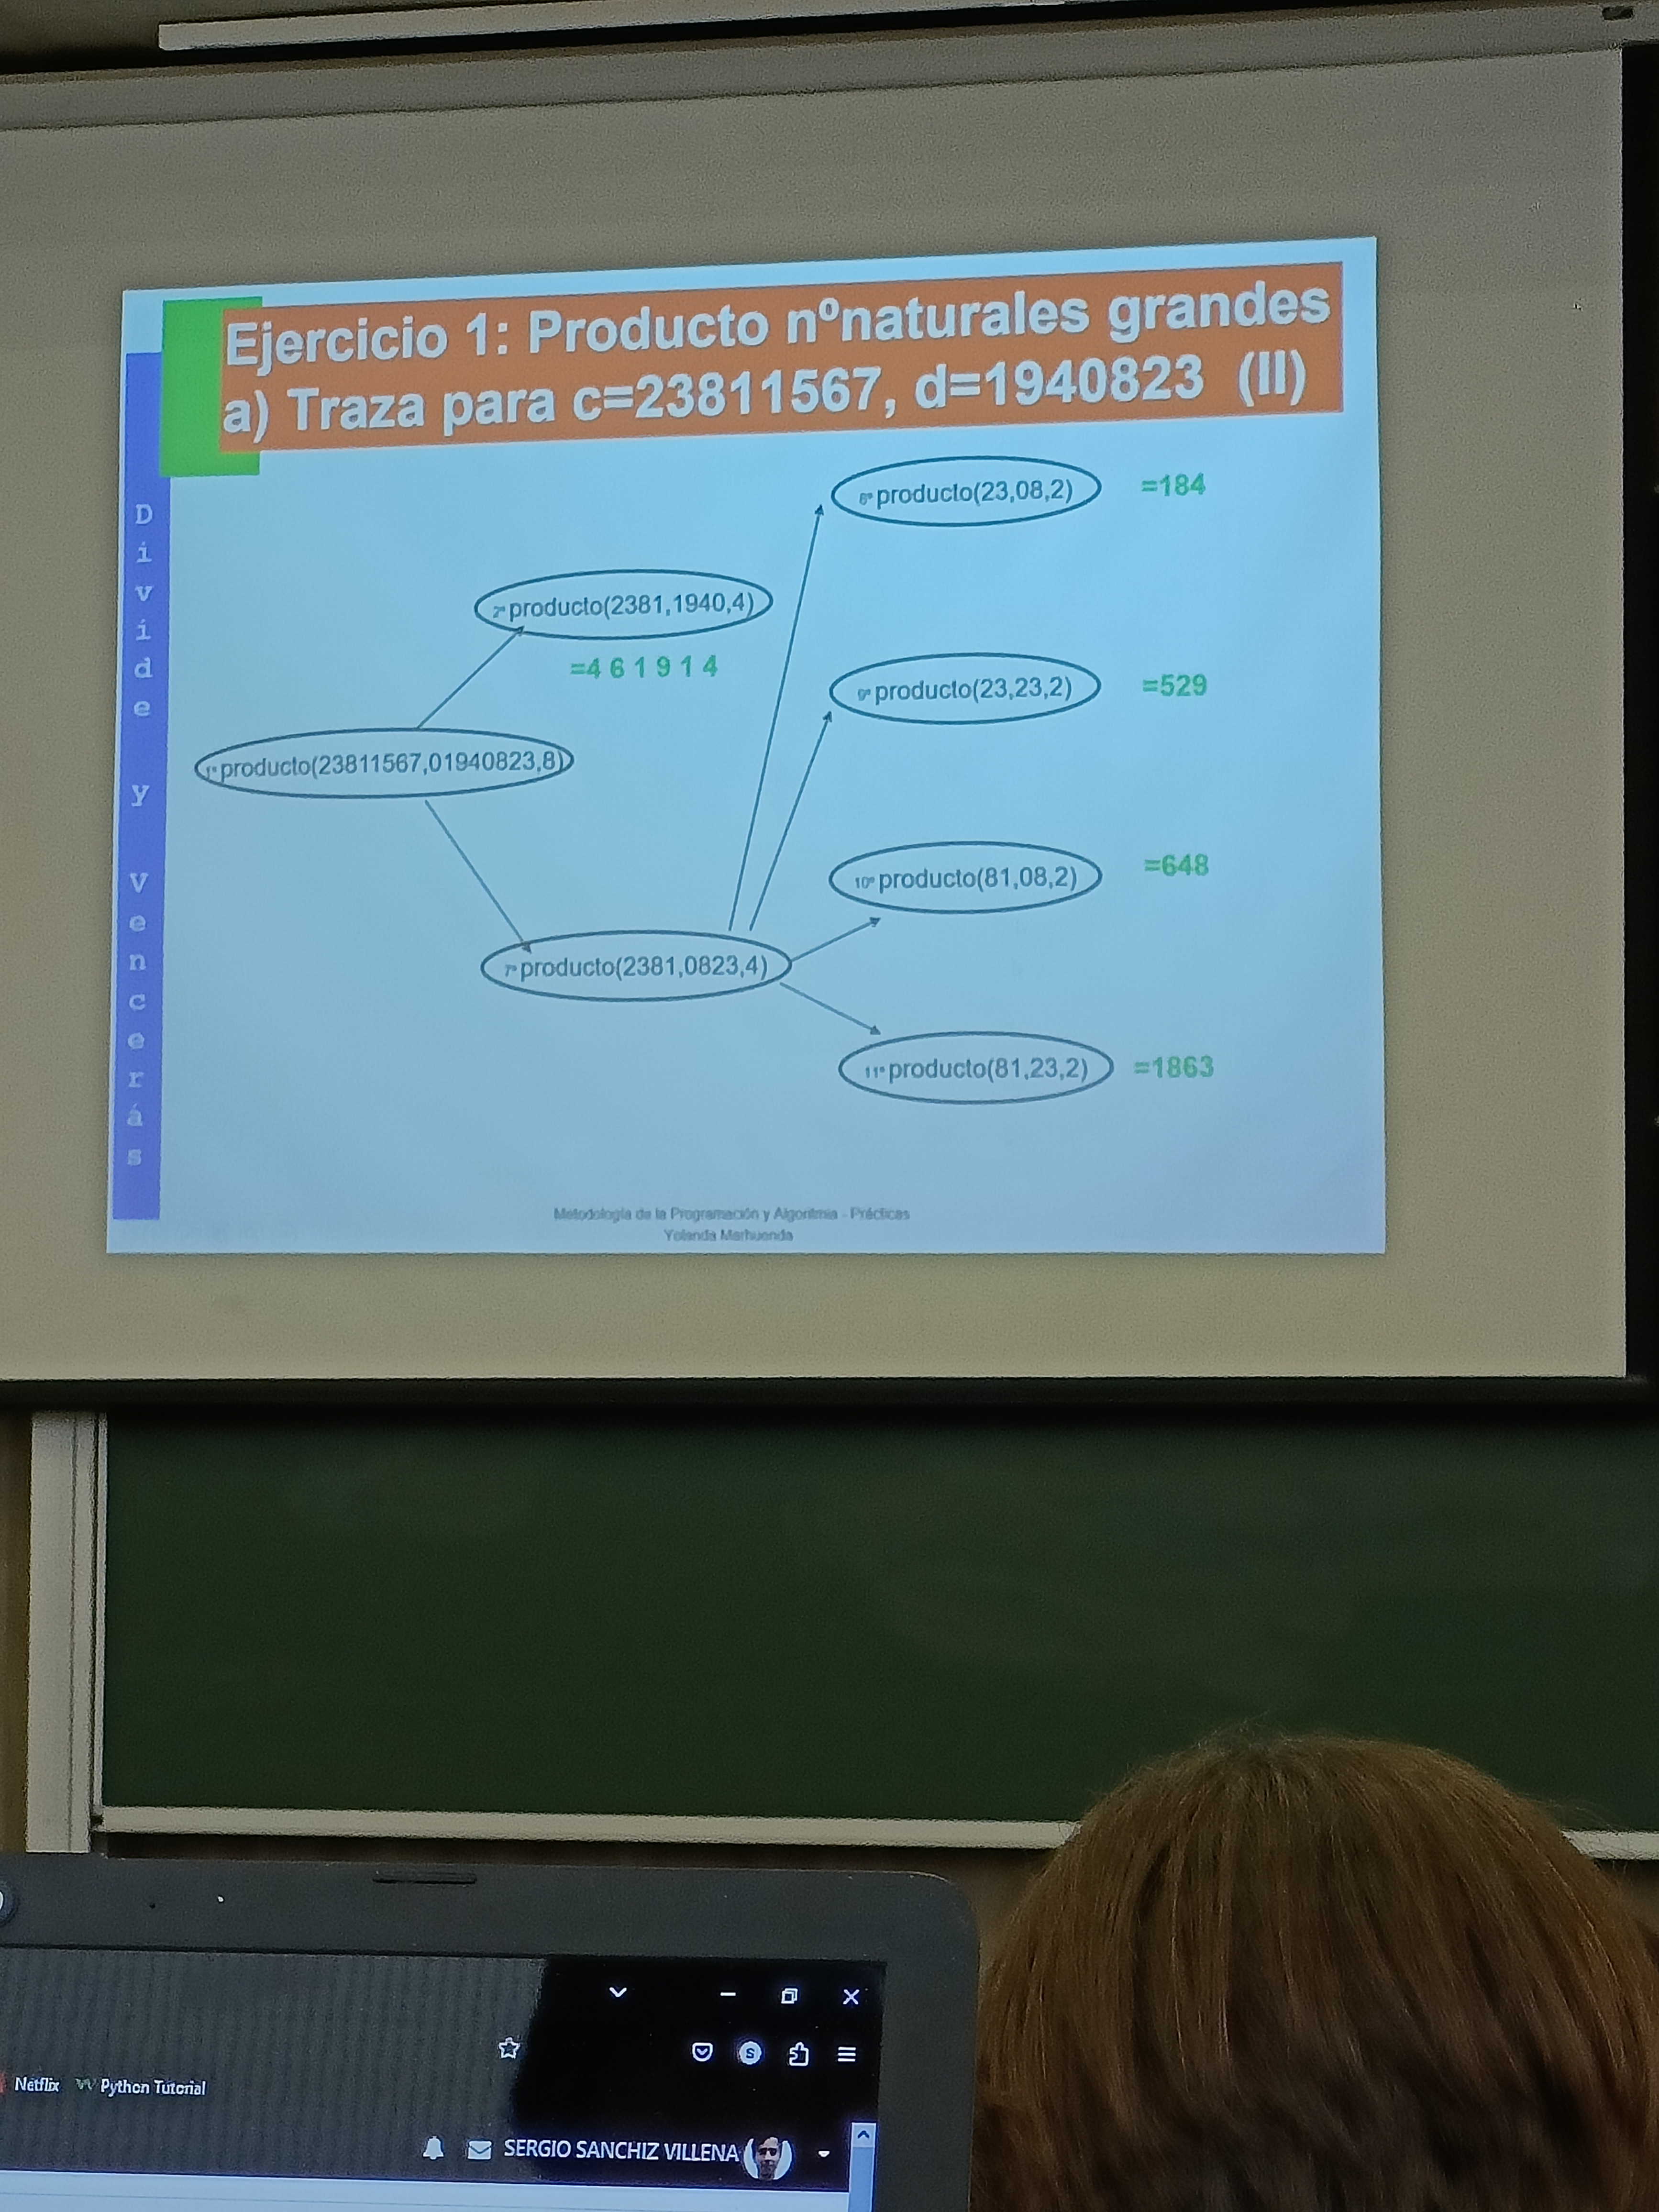 Ejercicio 1: Producto nºnaturales grandes
a) Traza para c=23811567, d=1940823 (II)
Divide y Vencerás
8º producto(23,08,2) =184
2º producto(2381,1940,4)
=4 6 1 9 1 4
9º producto(23,23,2) =529
1º producto(23811567,01940823,8)
10º producto(81,08,2) =648
7º producto(2381,0823,4)
11º producto(81,23,2) =1863
Metodología de la Programación y Algoritmia - Prácticas
Yolanda Marhuenda
Netflix
Python Tutorial
SERGIO SANCHIZ VILLENA